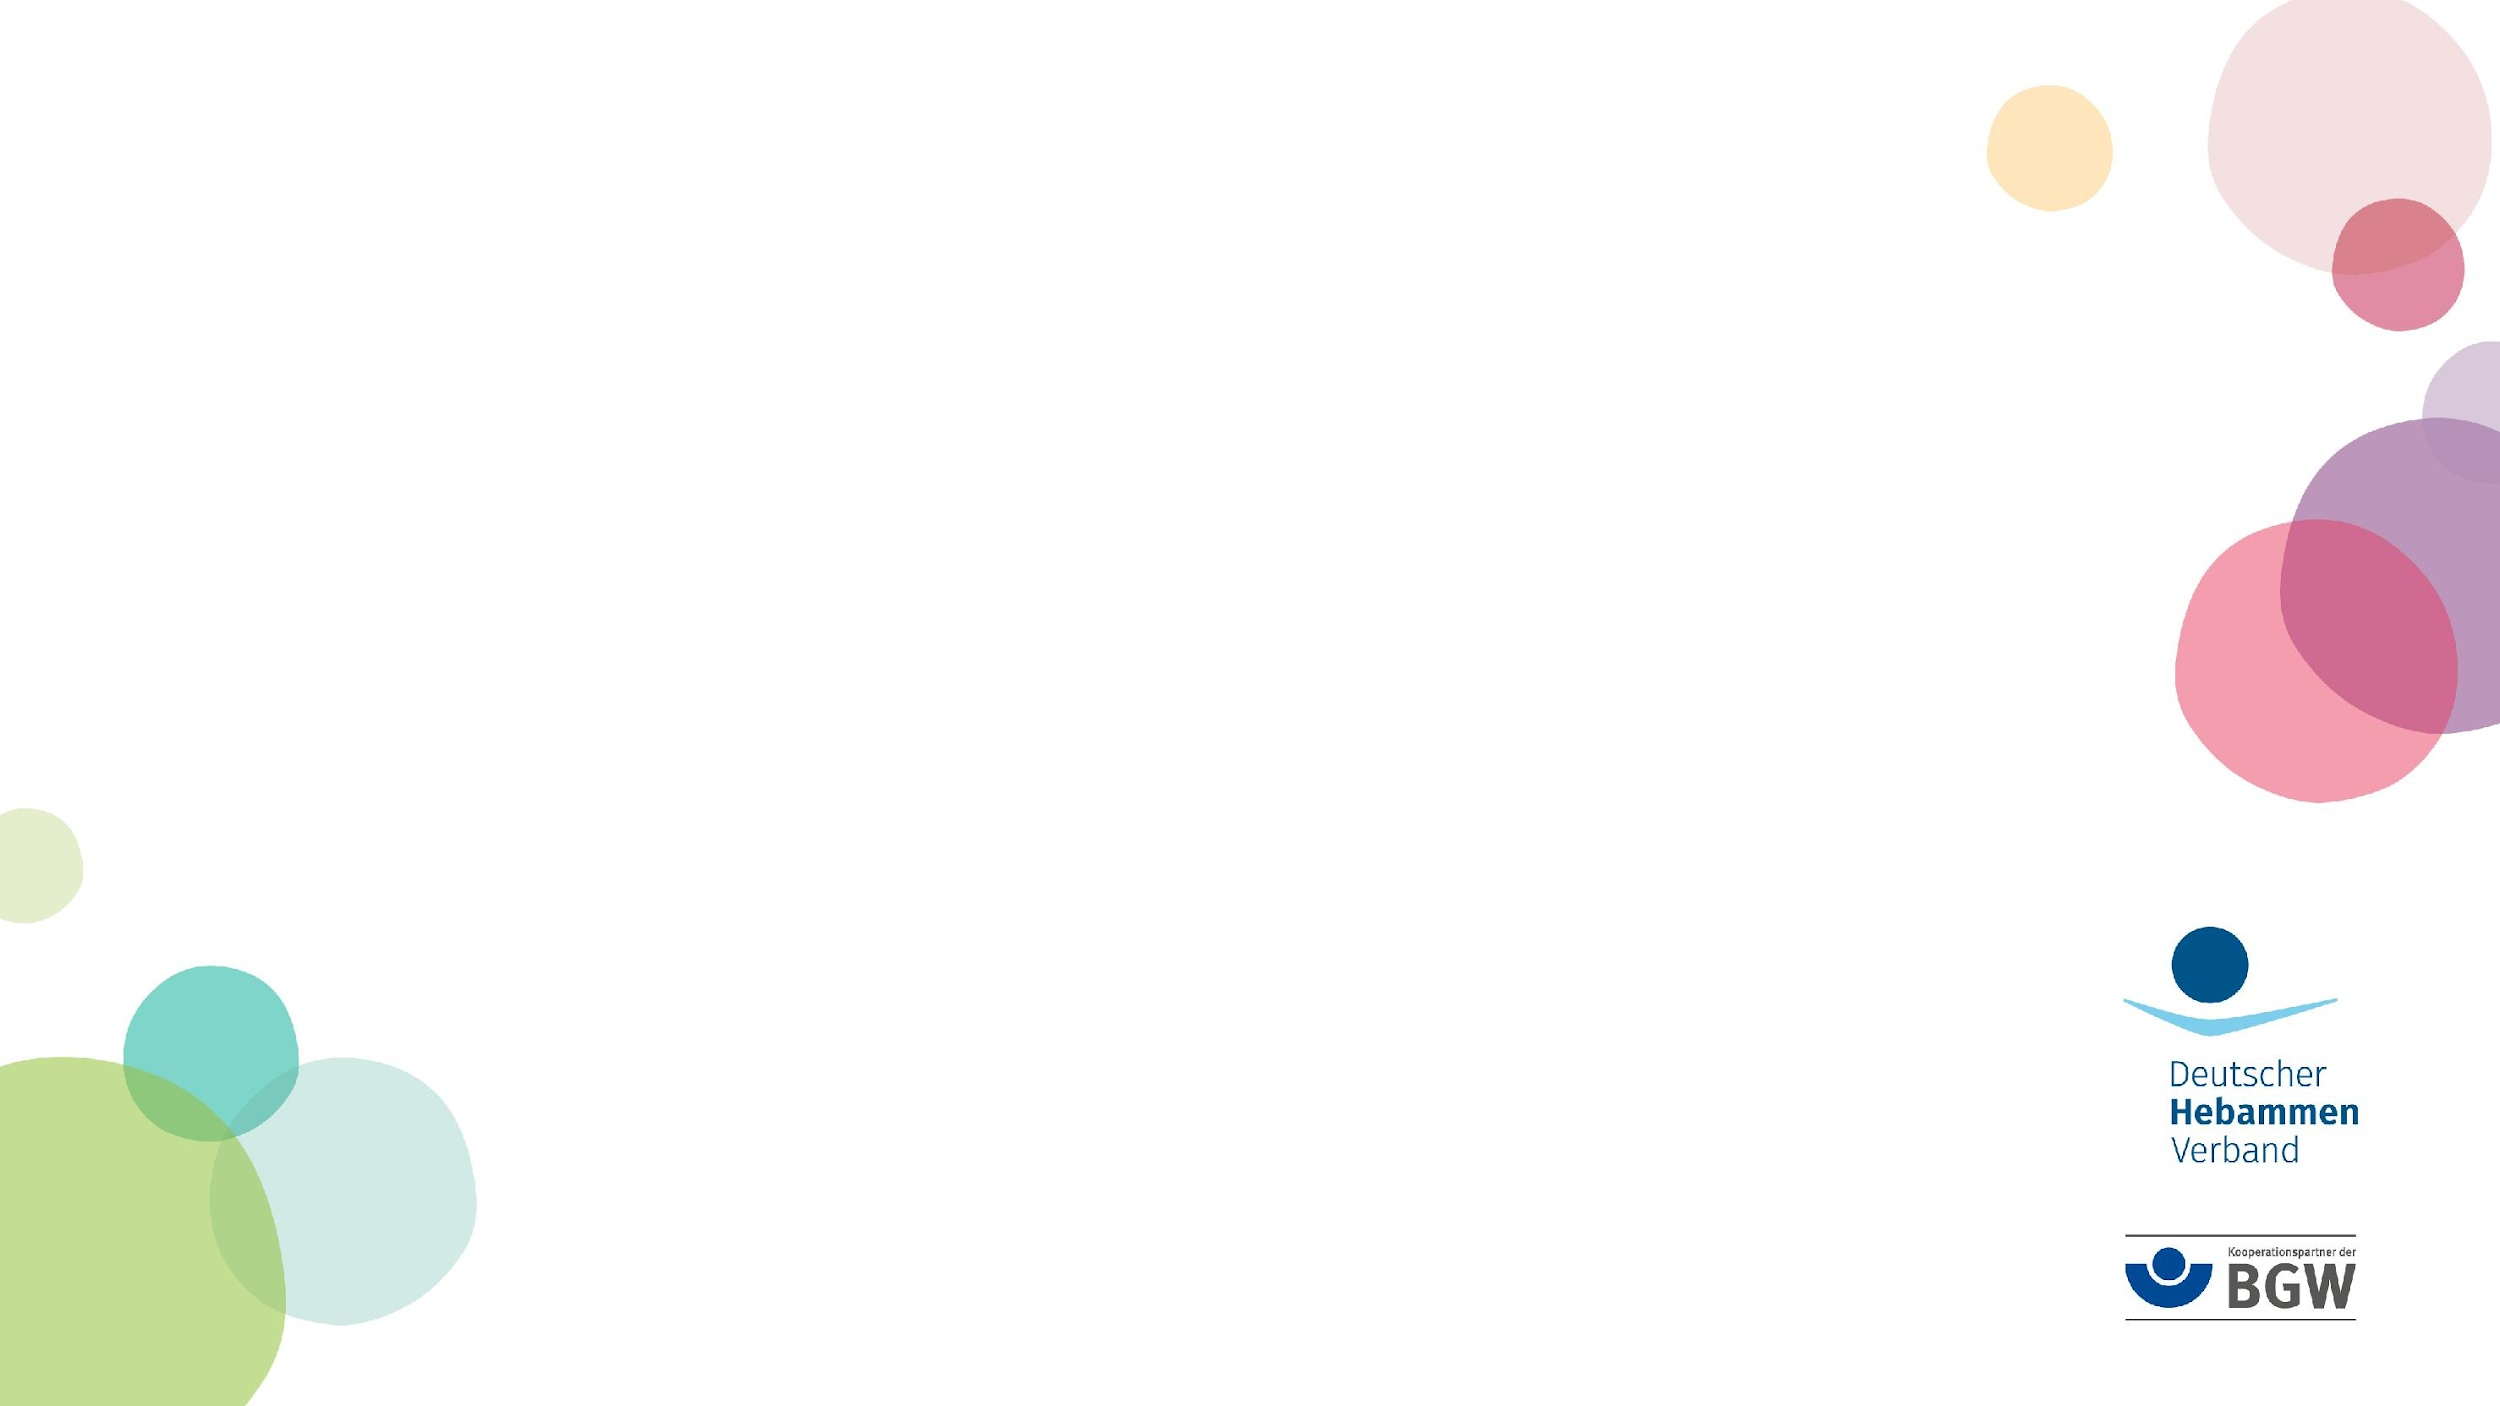 Deutscher
Hebammen
Verband
Kooperationspartner der
BGW